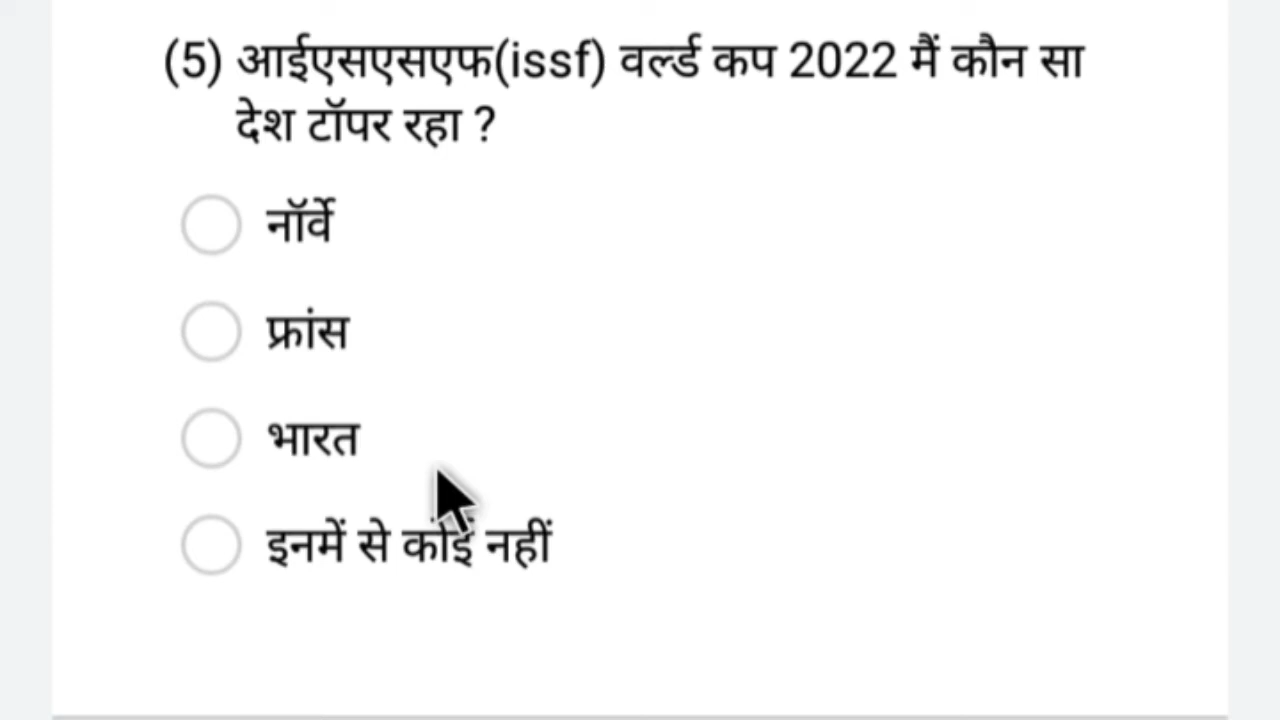 (5) आईएसएसएफ(issf) वर्ल्ड कप 2022 मैं कौन सा
देश टॉपर रहा ?
नॉर्वे
फ्रांस
भारत
इनमें से कोई नहीं